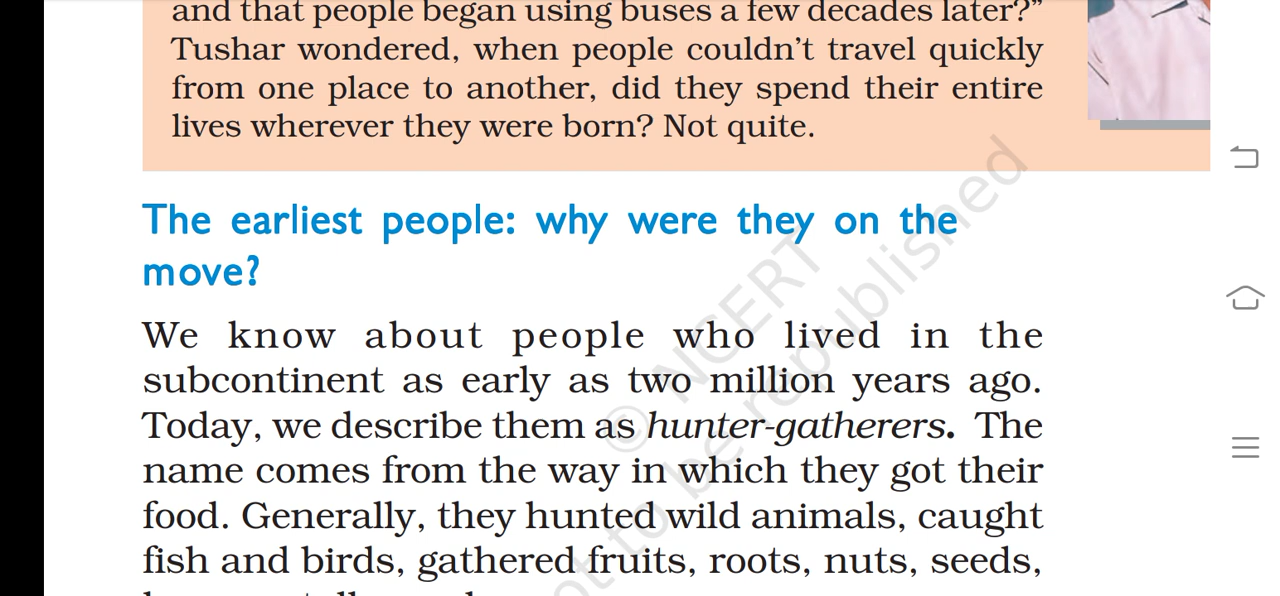 and that people began using buses a few decades later?”
Tushar wondered, when people couldn’t travel quickly
from one place to another, did they spend their entire
lives wherever they were born? Not quite.
The earliest people: why were they on the
move?
We know about people who lived in the
subcontinent as early as two million years ago.
Today, we describe them as hunter-gatherers. The
name comes from the way in which they got their
food. Generally, they hunted wild animals, caught
fish and birds, gathered fruits, roots, nuts, seeds,
© NCERT
not to be republished